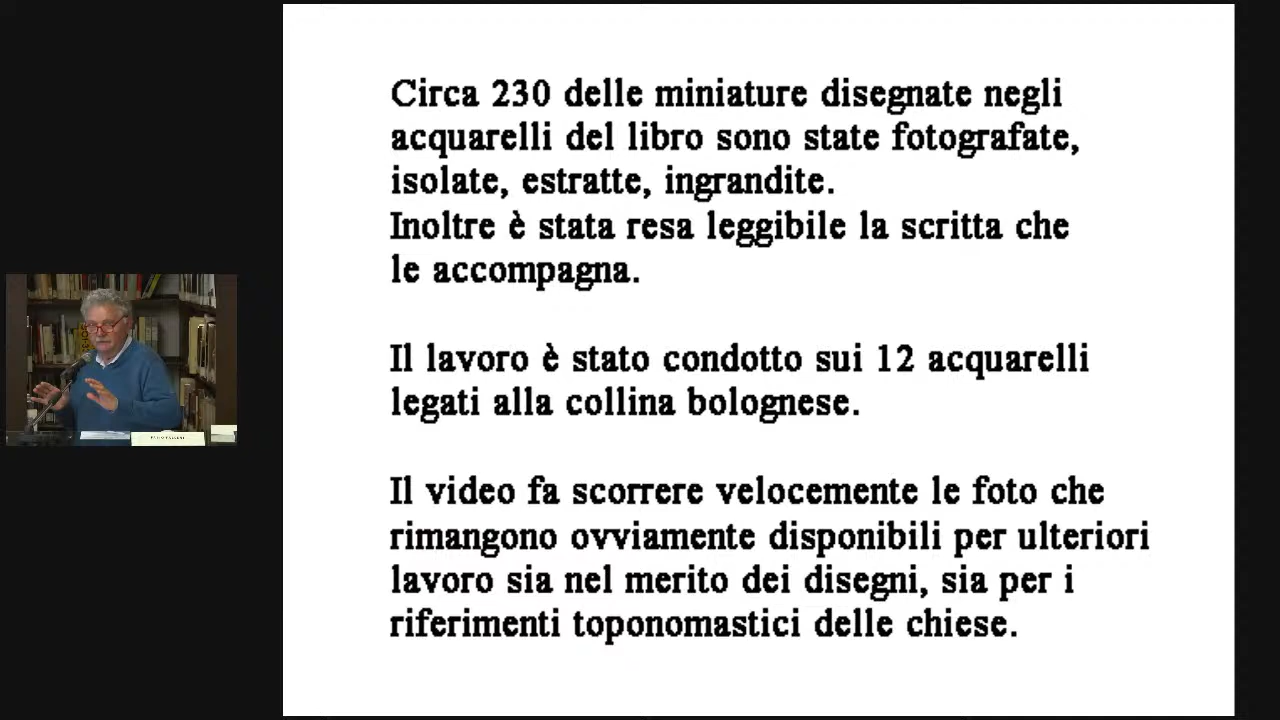 Circa 230 delle miniature disegnate negli
acquarelli del libro sono state fotografate,
isolate, estratte, ingrandite.
Inoltre è stata resa leggibile la scritta che
le accompagna.
Il lavoro è stato condotto sui 12 acquarelli
legati alla collina bolognese.
Il video fa scorrere velocemente le foto che
rimangono ovviamente disponibili per ulteriori
lavoro sia nel merito dei disegni, sia per i
riferimenti toponomastici delle chiese.